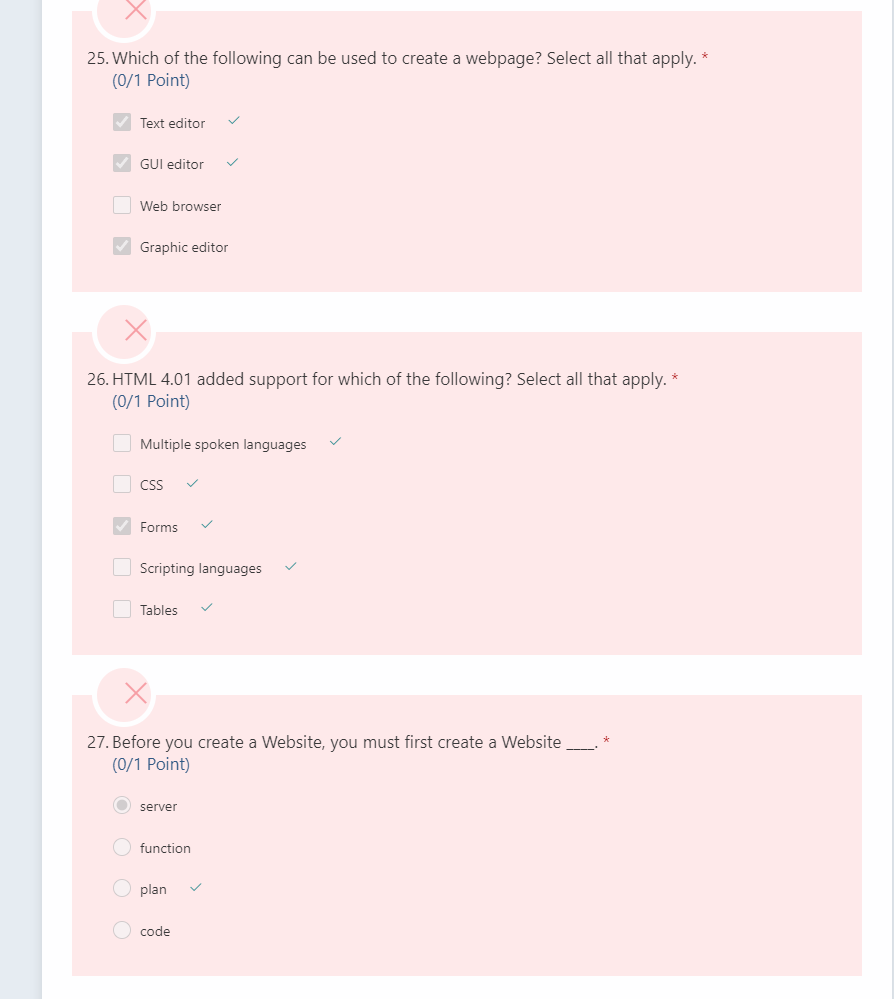 25. Which of the following can be used to create a webpage? Select all that apply. *
(0/1 Point)
Text editor
GUI editor
Web browser
Graphic editor
26. HTML 4.01 added support for which of the following? Select all that apply. *
(0/1 Point)
Multiple spoken languages
CSS
Forms
Scripting languages
Tables
27. Before you create a Website, you must first create a Website ____. *
(0/1 Point)
server
function
plan
code